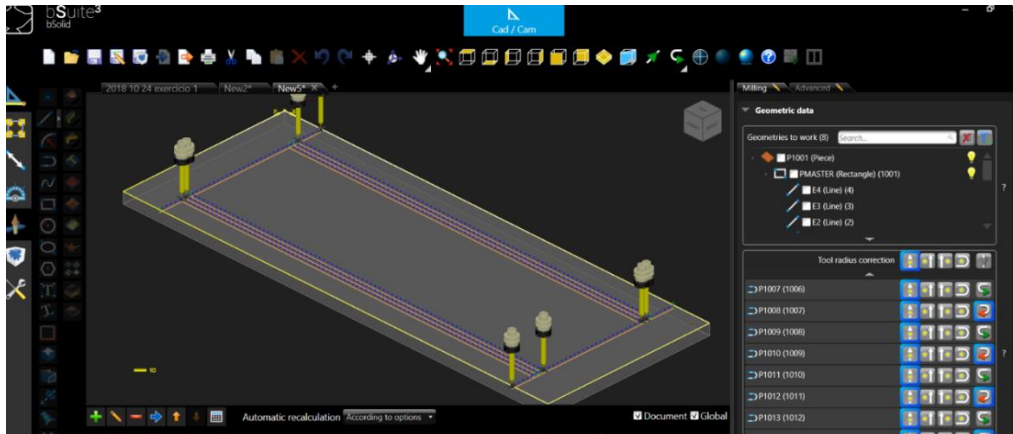 bSuite³
bSolid
Cad / Cam
2018 10 24 exercicio 1
New2*
New5* X +
Milling
Advanced
Geometric data
Geometries to work (8) Search...
P1001 (Piece)
PMASTER (Rectangle) (1001)
E4 (Line) (4)
E3 (Line) (3)
E2 (Line) (2)
?
Tool radius correction
P1007 (1006)
P1008 (1007)
P1009 (1008)
P1010 (1009)
?
P1011 (1010)
P1012 (1011)
P1013 (1012)
10
Automatic recalculation According to options
Document Global